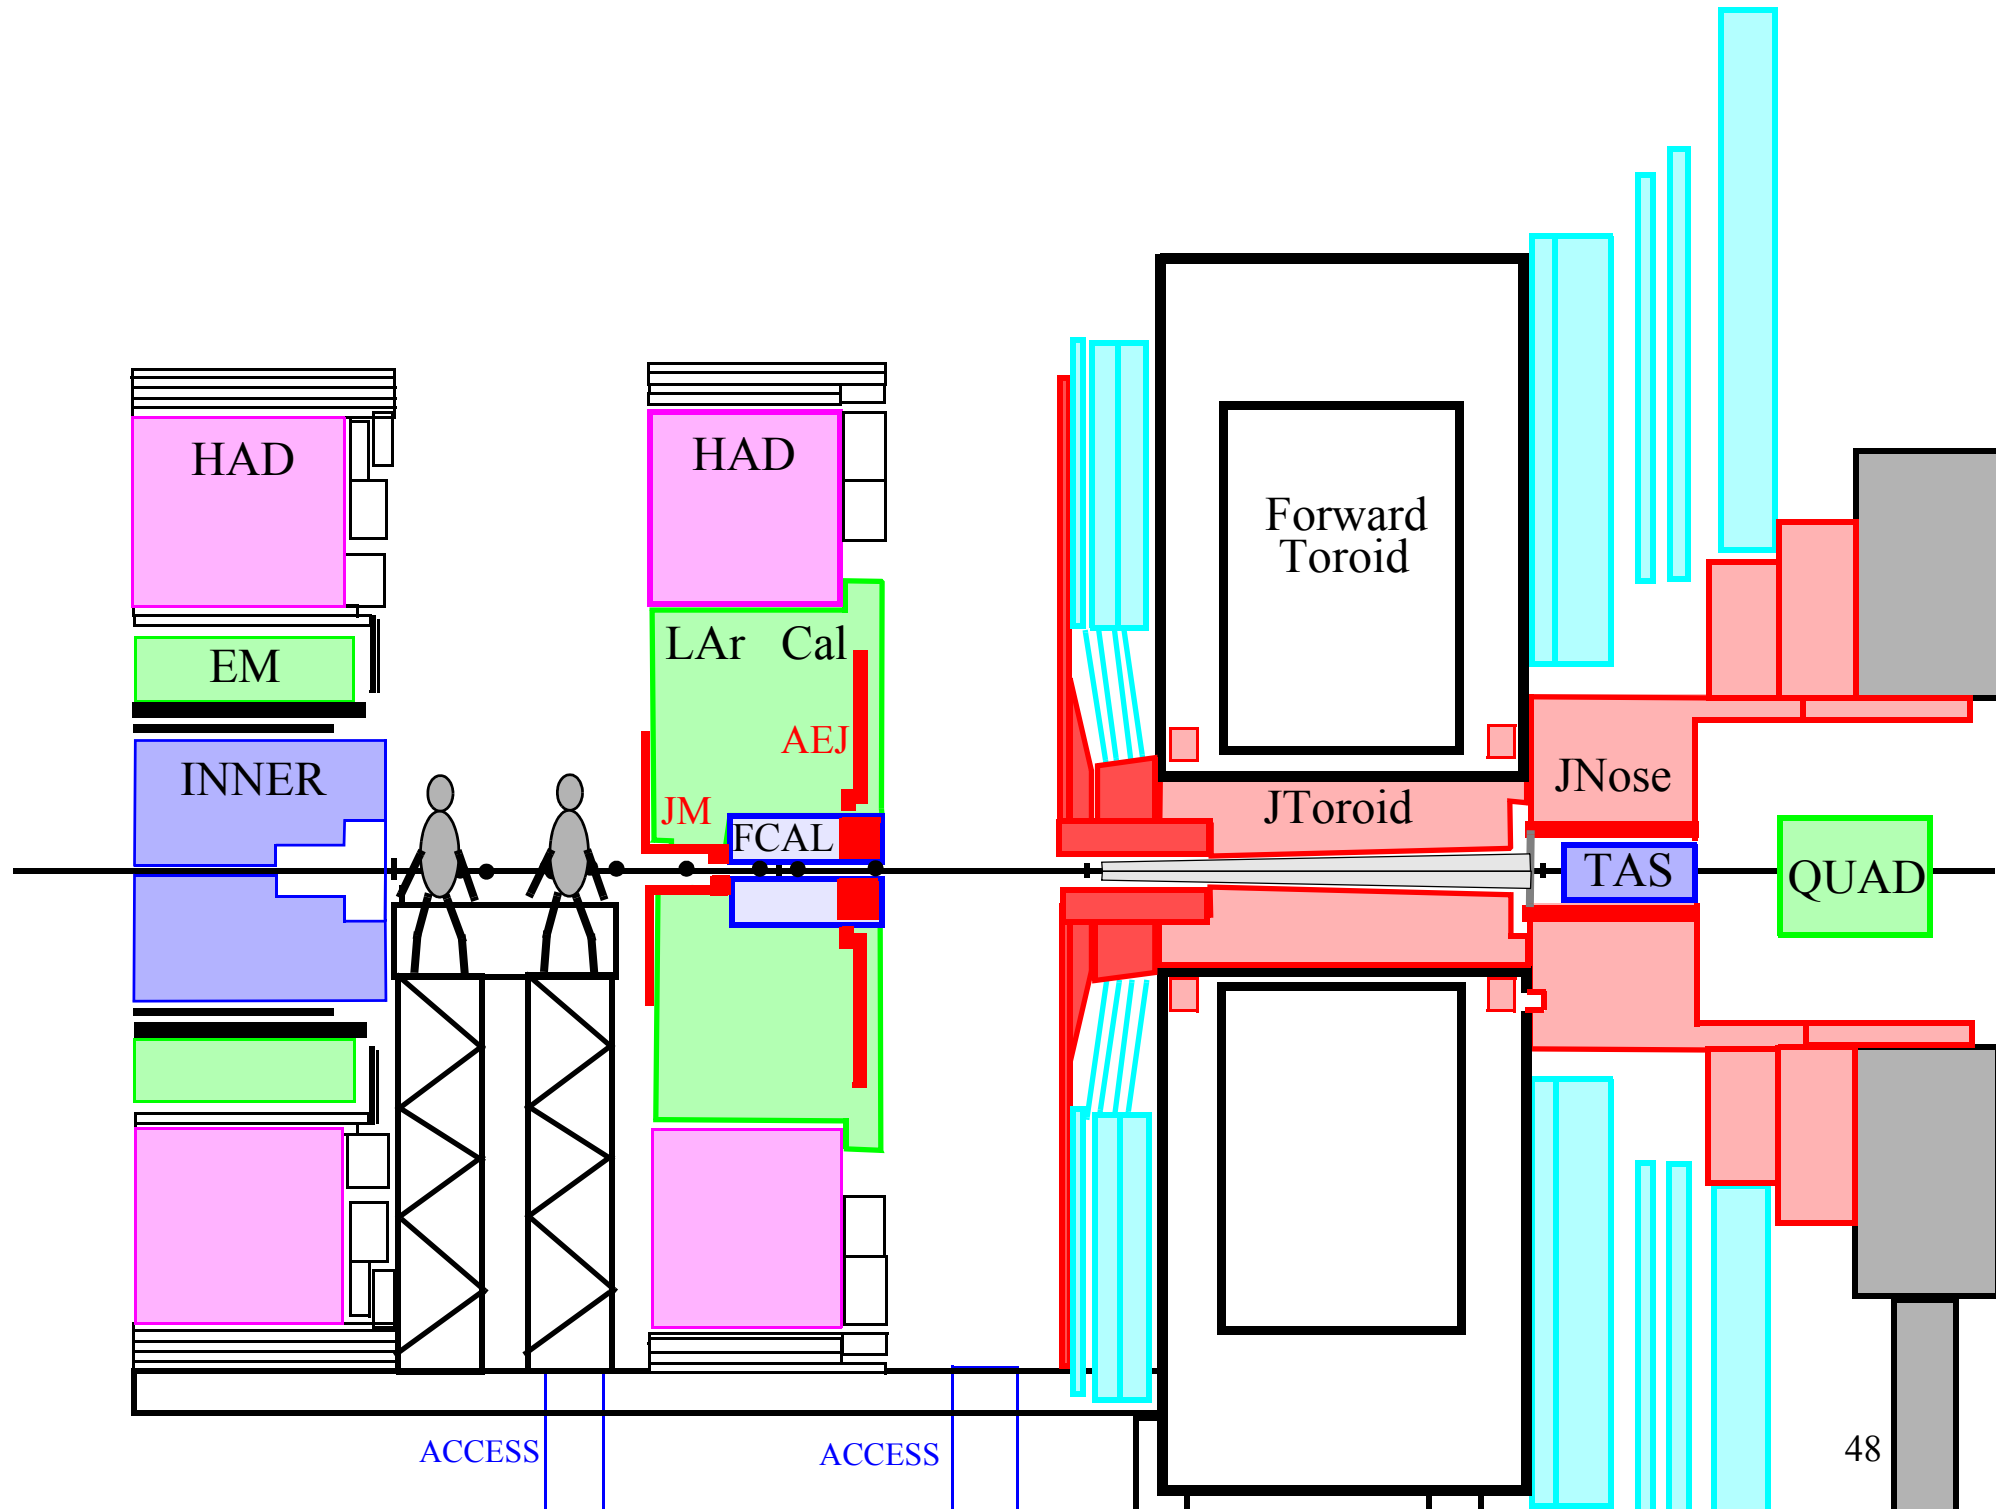 HAD
HAD
Forward
Toroid
LAr Cal
EM
AEJ
INNER
JNose
JM
JToroid
FCAL
TAS
QUAD
ACCESS
ACCESS
48